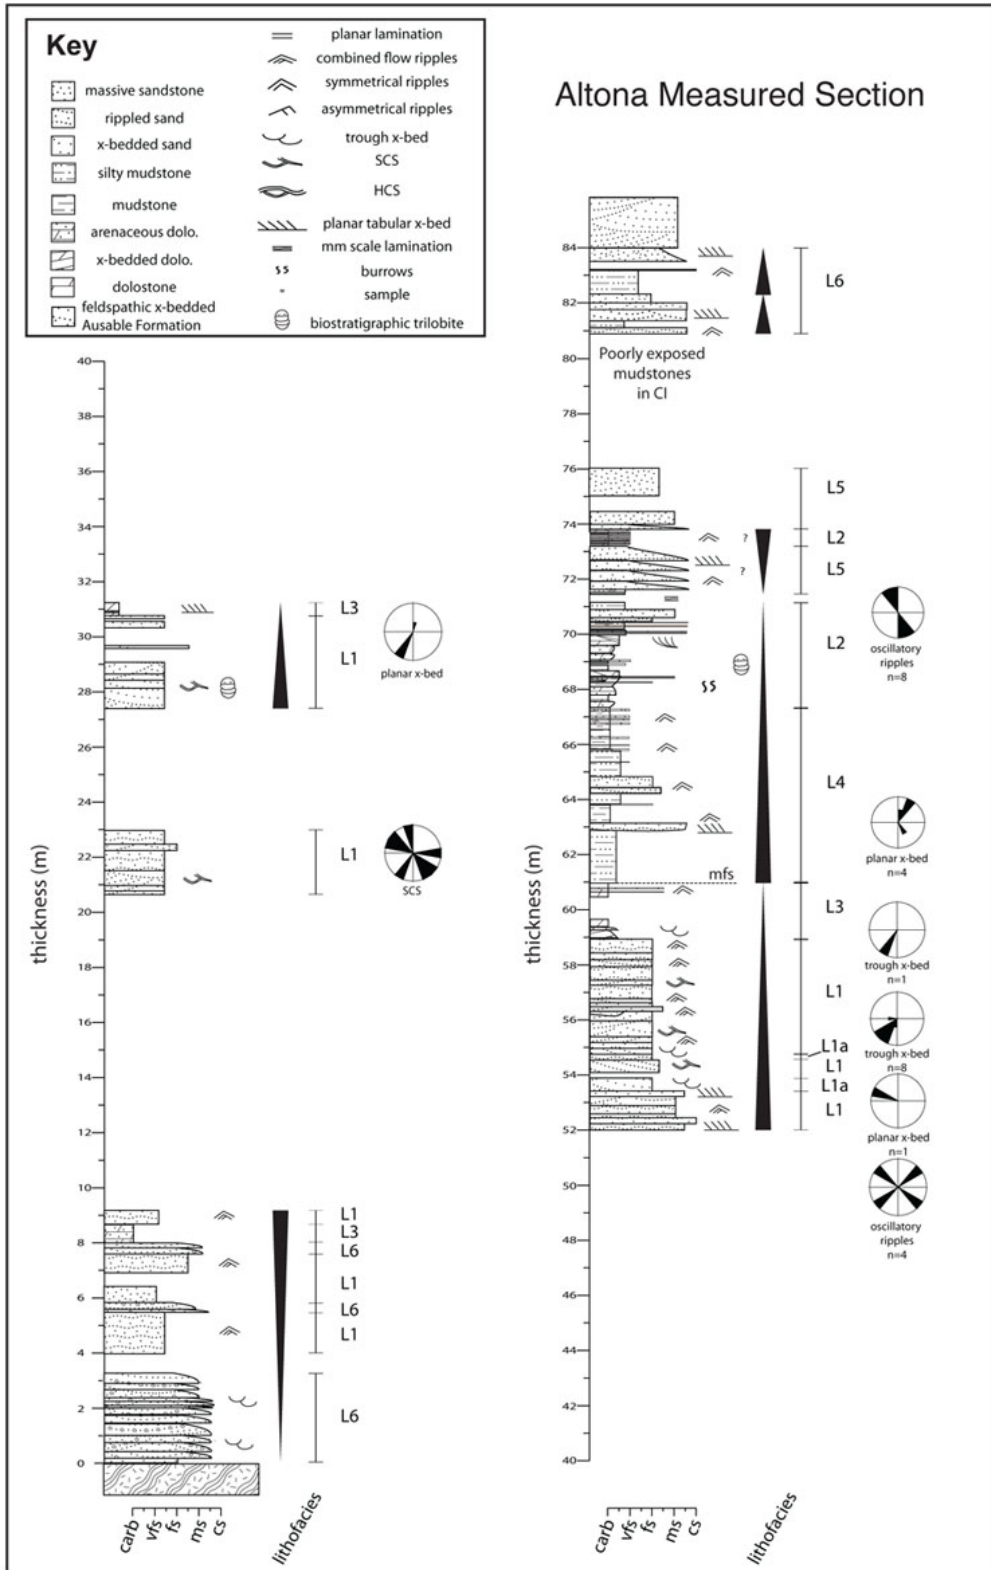 Key
massive sandstone
rippled sand
x-bedded sand
silty mudstone
mudstone
arenaceous dolo.
x-bedded dolo.
dolostone
feldspathic x-bedded
Ausable Formation
planar lamination
combined flow ripples
symmetrical ripples
asymmetrical ripples
trough x-bed
SCS
HCS
planar tabular x-bed
mm scale lamination
burrows
sample
biostratigraphic trilobite
Altona Measured Section
40
38
36
34
32
30
28
26
24
22
20
18
16
14
12
10
8
6
4
2
0
thickness (m)
L3
L1
planar x-bed
L1
SCS
L1
L3
L6
L1
L6
L1
L6
carb
vfs
fs
ms
cs
lithofacies
84
82
80
78
76
74
72
70
68
66
64
62
60
58
56
54
52
50
48
46
44
42
40
thickness (m)
Poorly exposed
mudstones
in CI
?
?
mfs
L6
L5
L2
L5
L2
L4
L3
L1
L1a
L1
L1a
L1
oscillatory
ripples
n=8
planar x-bed
n=4
trough x-bed
n=1
trough x-bed
n=8
planar x-bed
n=1
oscillatory
ripples
n=4
carb
vfs
fs
ms
cs
lithofacies